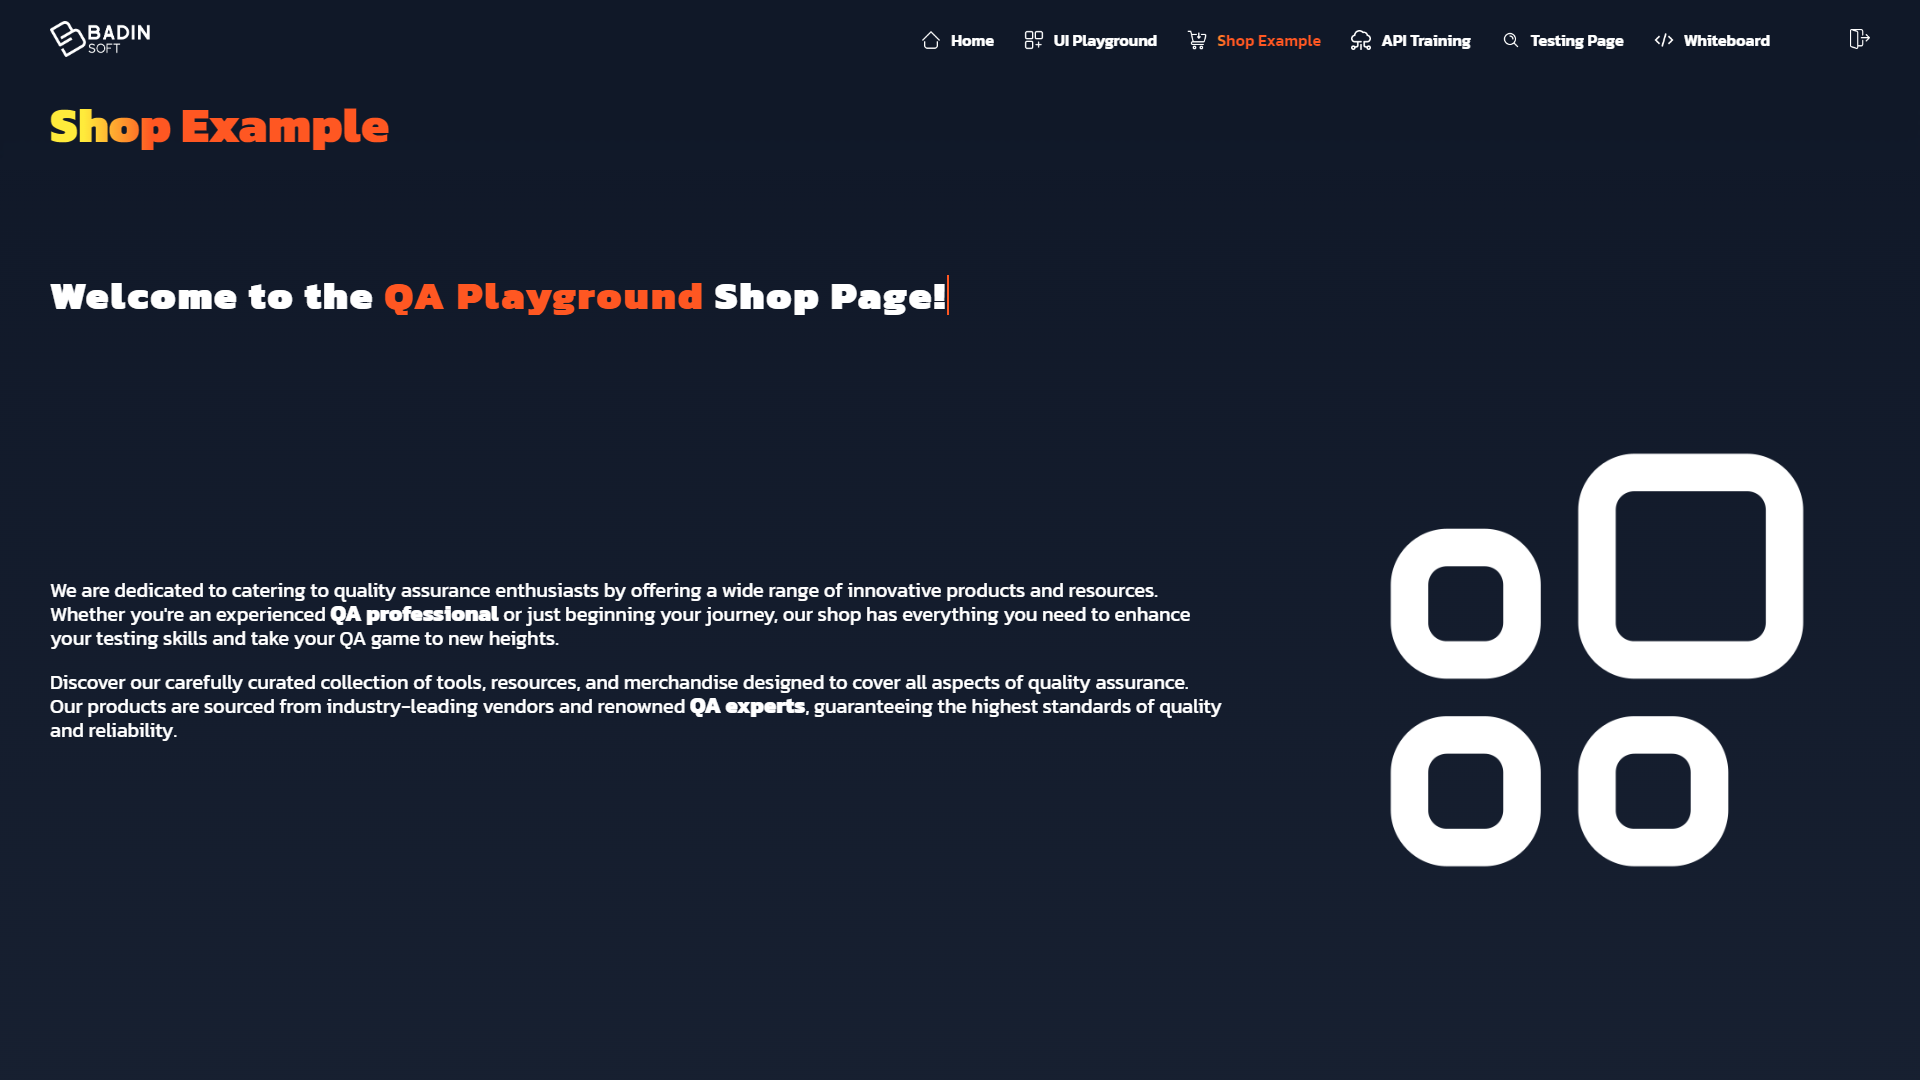 BADIN
SOFT
Home
UI Playground
Shop Example
API Training
Testing Page
Whiteboard
Shop Example
Welcome to the QA Playground Shop Page!
We are dedicated to catering to quality assurance enthusiasts by offering a wide range of innovative products and resources.
Whether you're an experienced QA professional or just beginning your journey, our shop has everything you need to enhance
your testing skills and take your QA game to new heights.
Discover our carefully curated collection of tools, resources, and merchandise designed to cover all aspects of quality assurance.
Our products are sourced from industry-leading vendors and renowned QA experts, guaranteeing the highest standards of quality
and reliability.